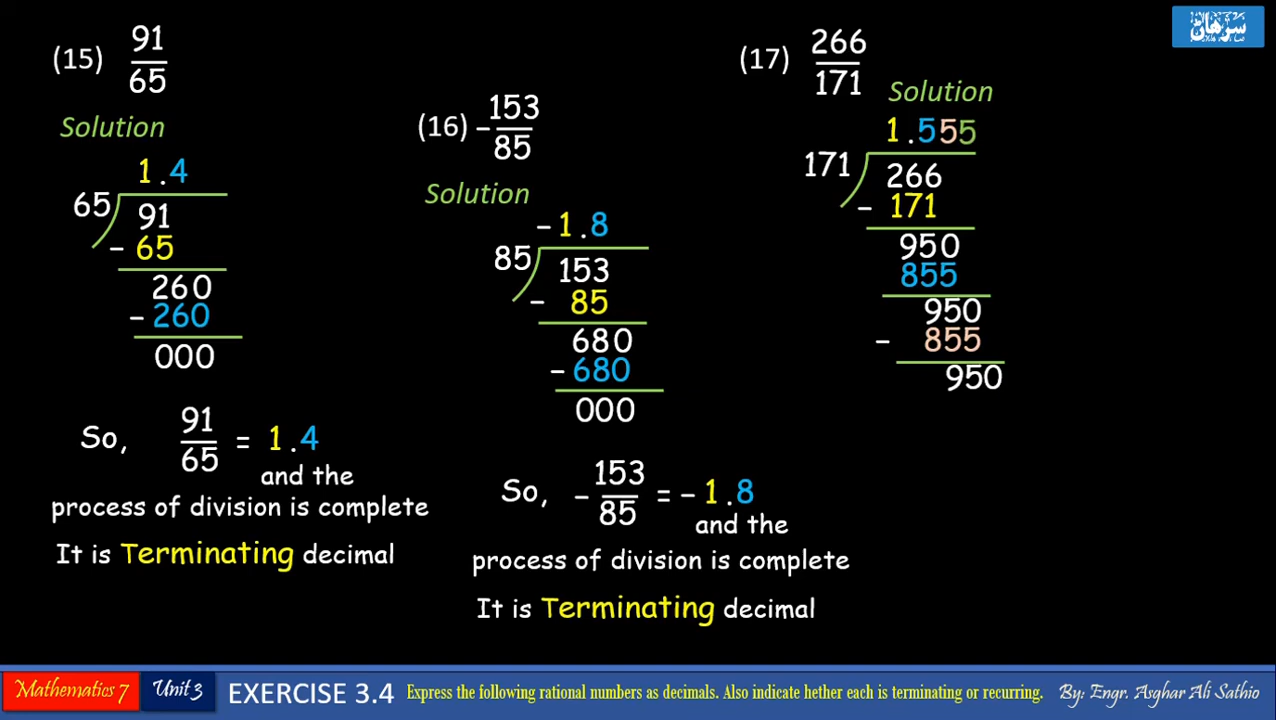 سرھاڻ
(15) 91/65
Solution
1.4
65 91
- 65
260
- 260
000
So, 91/65 = 1.4
and the
process of division is complete
It is Terminating decimal
(16) - 153/85
Solution
- 1.8
85 153
- 85
680
- 680
000
So, - 153/85 = - 1.8
and the
process of division is complete
It is Terminating decimal
(17) 266/171
Solution
1.555
171 266
- 171
950
855
950
- 855
950
Mathematics 7 Unit 3 EXERCISE 3.4 Express the following rational numbers as decimals. Also indicate hether each is terminating or recurring. By: Engr. Asghar Ali Sathio